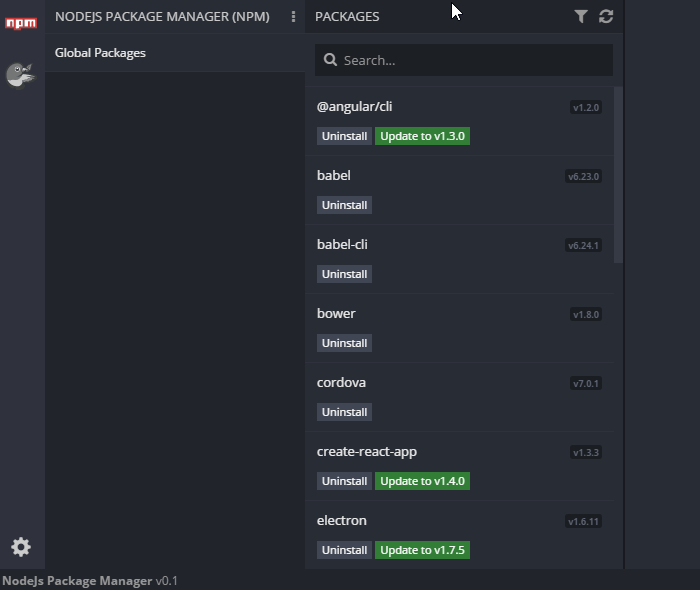 npm
NODEJS PACKAGE MANAGER (NPM)
Global Packages
PACKAGES
Search...
@angular/cli v1.2.0
Uninstall Update to v1.3.0
babel v6.23.0
Uninstall
babel-cli v6.24.1
Uninstall
bower v1.8.0
Uninstall
cordova v7.0.1
Uninstall
create-react-app v1.3.3
Uninstall Update to v1.4.0
electron v1.6.11
Uninstall Update to v1.7.5
NodeJs Package Manager v0.1